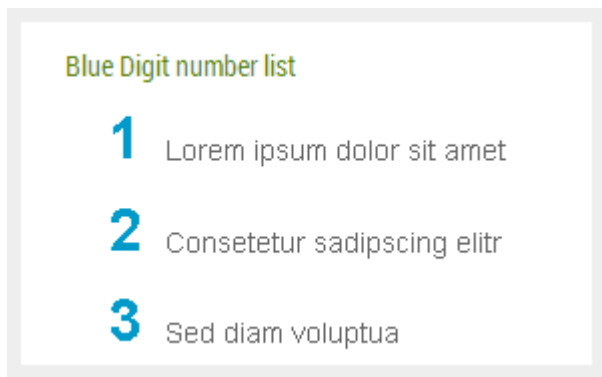 Blue Digit number list
1 Lorem ipsum dolor sit amet
2 Consetetur sadipscing elitr
3 Sed diam voluptua